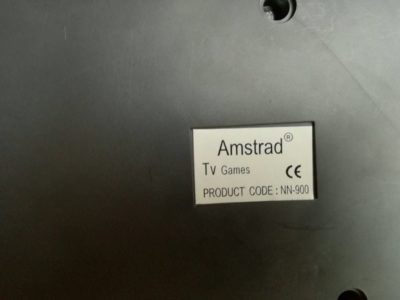 Amstrad®
Tv Games CE
PRODUCT CODE : NN-900